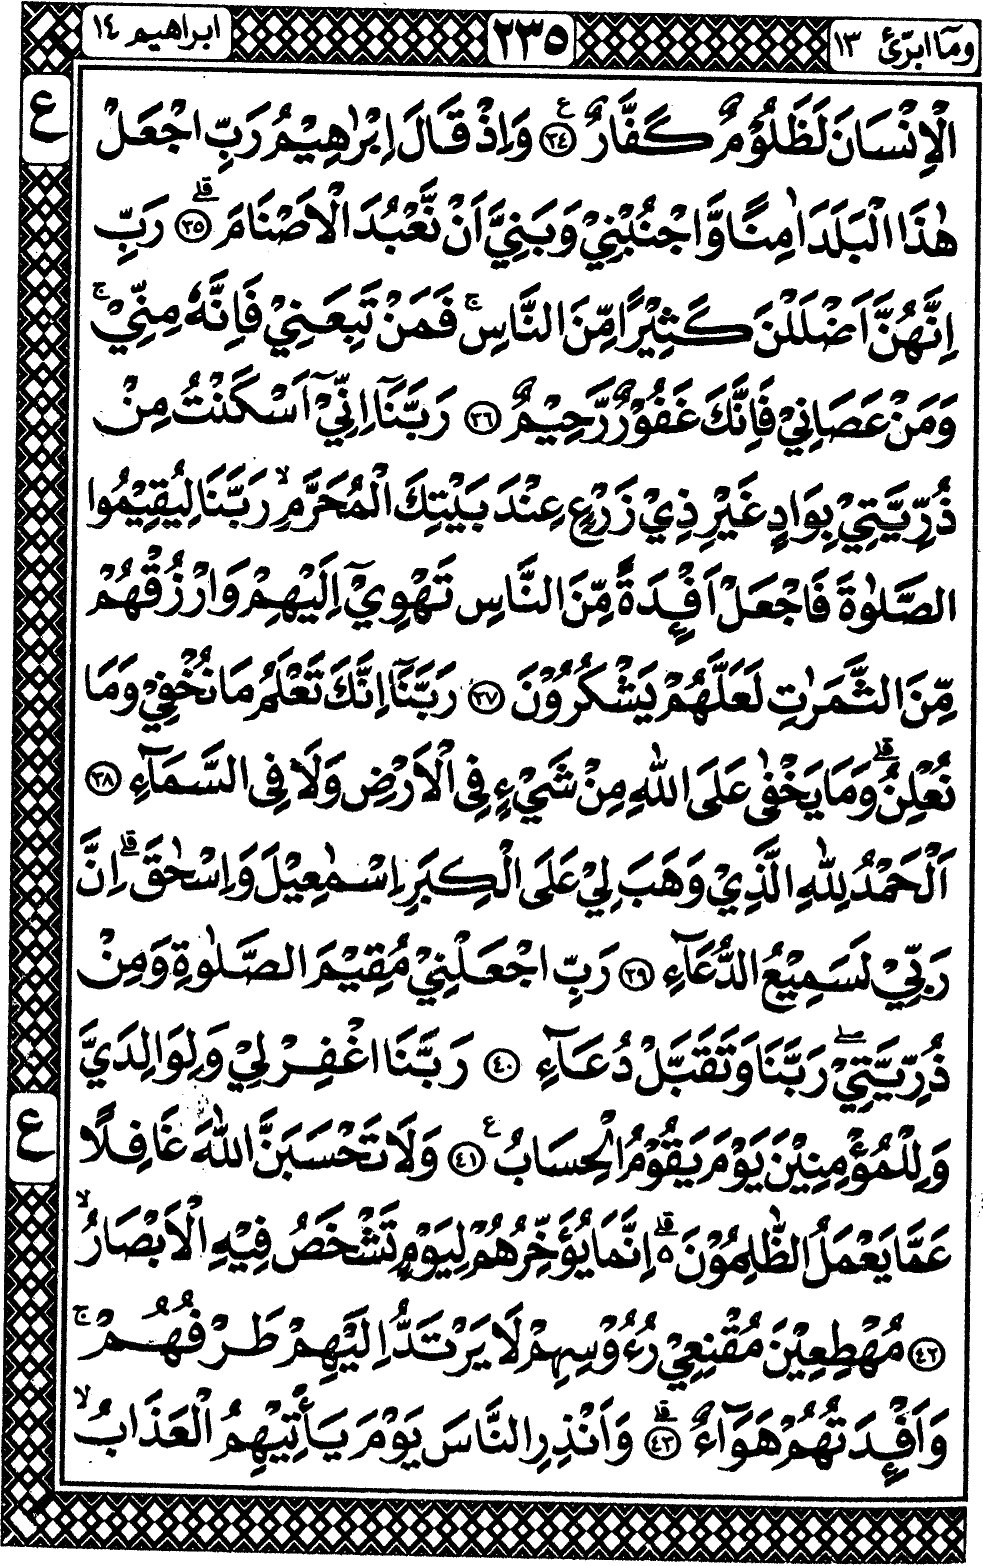 وما ابرئ ١٣ ٢٣٥ ابراهيم ١٤
الْاِنْسَانَ لَظَلُوْمٌ كَفَّارٌ ﴿٣٤﴾ ع وَاِذْ قَالَ اِبْرٰهِيْمُ رَبِّ اجْعَلْ
هٰذَا الْبَلَدَ اٰمِنًا وَّاجْنُبْنِيْ وَبَنِيَّ اَنْ نَّعْبُدَ الْاَصْنَامَ ﴿٣٥﴾ؕ رَبِّ
اِنَّهُنَّ اَضْلَلْنَ كَثِيْرًا مِّنَ النَّاسِ ۚ فَمَنْ تَبِعَنِيْ فَاِنَّهٗ مِنِّيْ ۚ
وَمَنْ عَصَانِيْ فَاِنَّكَ غَفُوْرٌ رَّحِيْمٌ ﴿٣٦﴾ رَبَّنَآ اِنِّيْٓ اَسْكَنْتُ مِنْ
ذُرِّيَّتِيْ بِوَادٍ غَيْرِ ذِيْ زَرْعٍ عِنْدَ بَيْتِكَ الْمُحَرَّمِ ۙ رَبَّنَا لِيُقِيْمُوا
الصَّلٰوةَ فَاجْعَلْ اَفْـِٕدَةً مِّنَ النَّاسِ تَهْوِيْٓ اِلَيْهِمْ وَارْزُقْهُمْ
مِّنَ الثَّمَرٰتِ لَعَلَّهُمْ يَشْكُرُوْنَ ﴿٣٧﴾ رَبَّنَآ اِنَّكَ تَعْلَمُ مَا نُخْفِيْ وَمَا
نُعْلِنُ ؕ وَمَا يَخْفٰى عَلَى اللّٰهِ مِنْ شَيْءٍ فِي الْاَرْضِ وَلَا فِي السَّمَآءِ ﴿٣٨﴾
اَلْحَمْدُ لِلّٰهِ الَّذِيْ وَهَبَ لِيْ عَلَى الْكِبَرِ اِسْمٰعِيْلَ وَاِسْحٰقَ ؕ اِنَّ
رَبِّيْ لَسَمِيْعُ الدُّعَآءِ ﴿٣٩﴾ رَبِّ اجْعَلْنِيْ مُقِيْمَ الصَّلٰوةِ وَمِنْ
ذُرِّيَّتِيْ ۖ رَبَّنَا وَتَقَبَّلْ دُعَآءِ ﴿٤٠﴾ رَبَّنَا اغْفِرْ لِيْ وَلِوَالِدَيَّ
وَلِلْمُؤْمِنِيْنَ يَوْمَ يَقُوْمُ الْحِسَابُ ﴿٤١﴾ ع وَلَا تَحْسَبَنَّ اللّٰهَ غَافِلًا
عَمَّا يَعْمَلُ الظّٰلِمُوْنَ ؕ اِنَّمَا يُؤَخِّرُهُمْ لِيَوْمٍ تَشْخَصُ فِيْهِ الْاَبْصَارُ ۙ
﴿٤٢﴾ مُهْطِعِيْنَ مُقْنِعِيْ رُءُوْسِهِمْ لَا يَرْتَدُّ اِلَيْهِمْ طَرْفُهُمْ ۚ
وَاَفْـِٕدَتُهُمْ هَوَآءٌ ﴿٤٣﴾ؕ وَاَنْذِرِ النَّاسَ يَوْمَ يَاْتِيْهِمُ الْعَذَابُ ۙ
ع
ع